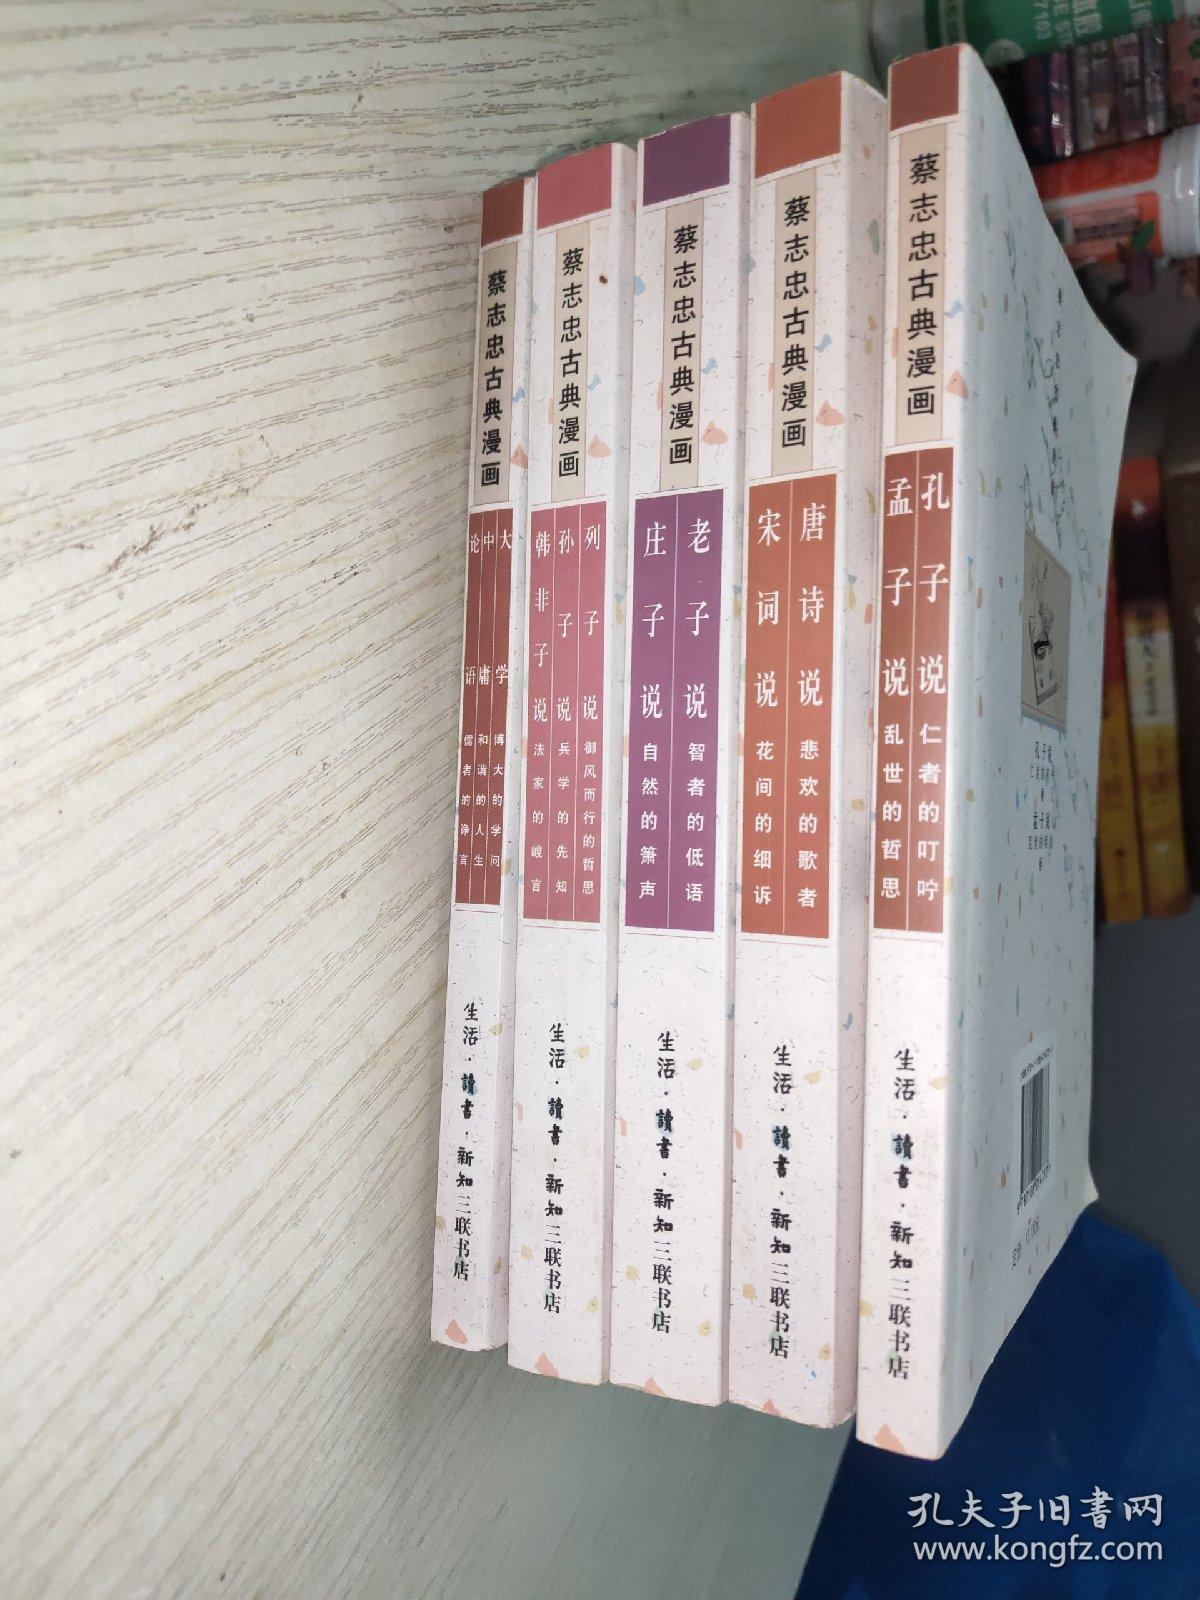 蔡志忠古典漫画
大学
博大的学问
中庸
和谐的人生
论语
儒者的诤言
生活·讀書·新知三联书店
蔡志忠古典漫画
列子说
御风而行的哲思
孙子说
兵学的先知
韩非子说
法家的峻言
生活·讀書·新知三联书店
蔡志忠古典漫画
老子说
智者的低语
庄子说
自然的箫声
生活·讀書·新知三联书店
蔡志忠古典漫画
唐诗说
悲欢的歌者
宋词说
花间的细诉
生活·讀書·新知三联书店
蔡志忠古典漫画
孔子说
仁者的叮咛
孟子说
乱世的哲思
生活·讀書·新知三联书店
孔夫子旧書网
www.kongfz.com